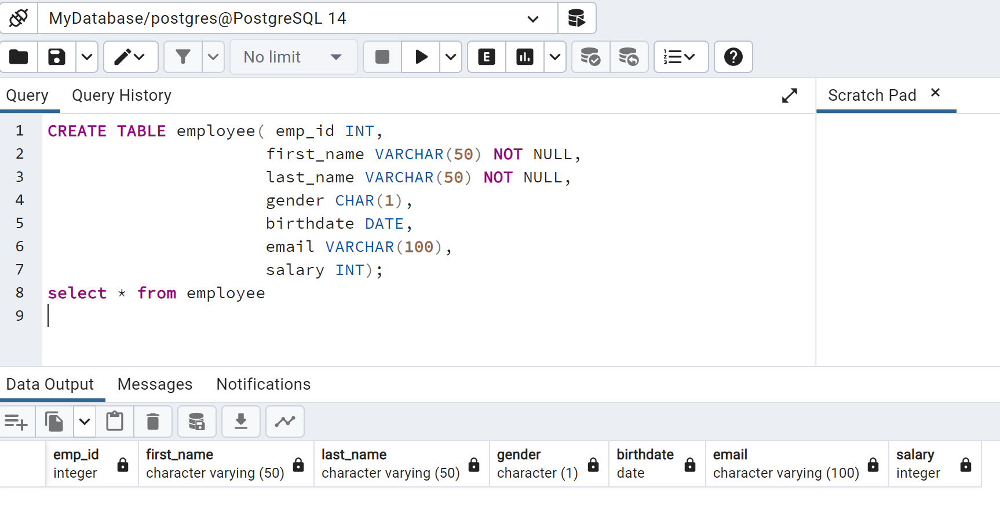 MyDatabase/postgres@PostgreSQL 14
No limit
E
1
2
3
?
Query Query History
Scratch Pad ×
1 CREATE TABLE employee( emp_id INT,
2 first_name VARCHAR(50) NOT NULL,
3 last_name VARCHAR(50) NOT NULL,
4 gender CHAR(1),
5 birthdate DATE,
6 email VARCHAR(100),
7 salary INT);
8 select * from employee
9
Data Output Messages Notifications
emp_id first_name last_name gender birthdate email salary
integer character varying (50) character varying (50) character (1) date character varying (100) integer